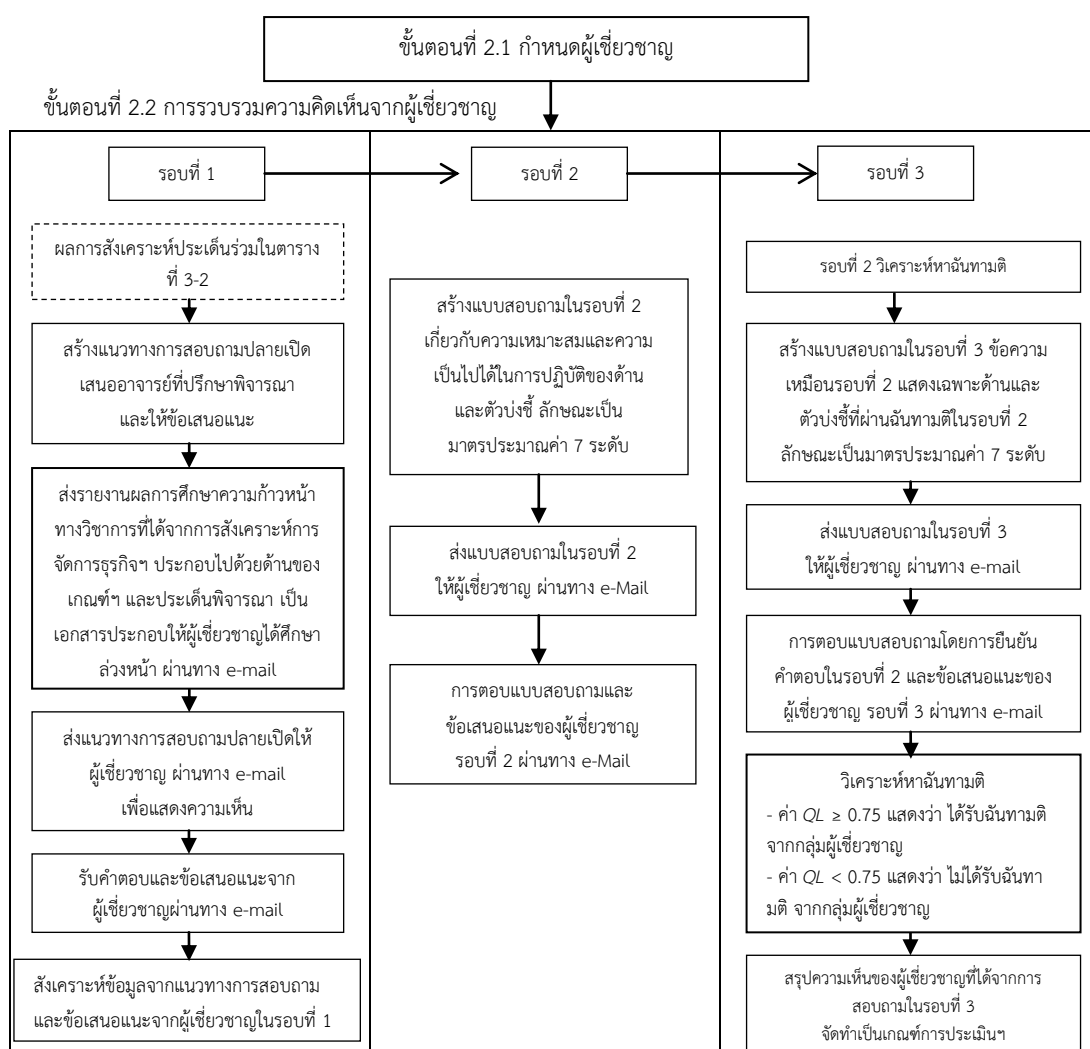 ขั้นตอนที่ 2.1 กำหนดผู้เชี่ยวชาญ
ขั้นตอนที่ 2.2 การรวบรวมความคิดเห็นจากผู้เชี่ยวชาญ
รอบที่ 1
ผลการสังเคราะห์ประเด็นร่วมในตาราง
ที่ 3-2
สร้างแนวทางการสอบถามปลายเปิด
เสนออาจารย์ที่ปรึกษาพิจารณา
และให้ข้อเสนอแนะ
ส่งรายงานผลการศึกษาความก้าวหน้า
ทางวิชาการที่ได้จากการสังเคราะห์การ
จัดการธุรกิจฯ ประกอบไปด้วยด้านของ
เกณฑ์ฯ และประเด็นพิจารณา เป็น
เอกสารประกอบให้ผู้เชี่ยวชาญได้ศึกษา
ล่วงหน้า ผ่านทาง e-mail
ส่งแนวทางการสอบถามปลายเปิดให้
ผู้เชี่ยวชาญ ผ่านทาง e-mail
เพื่อแสดงความเห็น
รับคำตอบและข้อเสนอแนะจาก
ผู้เชี่ยวชาญผ่านทาง e-mail
สังเคราะห์ข้อมูลจากแนวทางการสอบถาม
และข้อเสนอแนะจากผู้เชี่ยวชาญในรอบที่ 1
รอบที่ 2
สร้างแบบสอบถามในรอบที่ 2
เกี่ยวกับความเหมาะสมและความ
เป็นไปได้ในการปฏิบัติของด้าน
และตัวบ่งชี้ ลักษณะเป็น
มาตรประมาณค่า 7 ระดับ
ส่งแบบสอบถามในรอบที่ 2
ให้ผู้เชี่ยวชาญ ผ่านทาง e-Mail
การตอบแบบสอบถามและ
ข้อเสนอแนะของผู้เชี่ยวชาญ
รอบที่ 2 ผ่านทาง e-Mail
รอบที่ 3
รอบที่ 2 วิเคราะห์หาฉันทามติ
สร้างแบบสอบถามในรอบที่ 3 ข้อความ
เหมือนรอบที่ 2 แสดงเฉพาะด้านและ
ตัวบ่งชี้ที่ผ่านฉันทามติในรอบที่ 2
ลักษณะเป็นมาตรประมาณค่า 7 ระดับ
ส่งแบบสอบถามในรอบที่ 3
ให้ผู้เชี่ยวชาญ ผ่านทาง e-mail
การตอบแบบสอบถามโดยการยืนยัน
คำตอบในรอบที่ 2 และข้อเสนอแนะของ
ผู้เชี่ยวชาญ รอบที่ 3 ผ่านทาง e-mail
วิเคราะห์หาฉันทามติ
- ค่า QL ≥ 0.75 แสดงว่า ได้รับฉันทามติ
จากกลุ่มผู้เชี่ยวชาญ
- ค่า QL < 0.75 แสดงว่า ไม่ได้รับฉันทา
มติ จากกลุ่มผู้เชี่ยวชาญ
สรุปความเห็นของผู้เชี่ยวชาญที่ได้จากการ
สอบถามในรอบที่ 3
จัดทำเป็นเกณฑ์การประเมินฯ